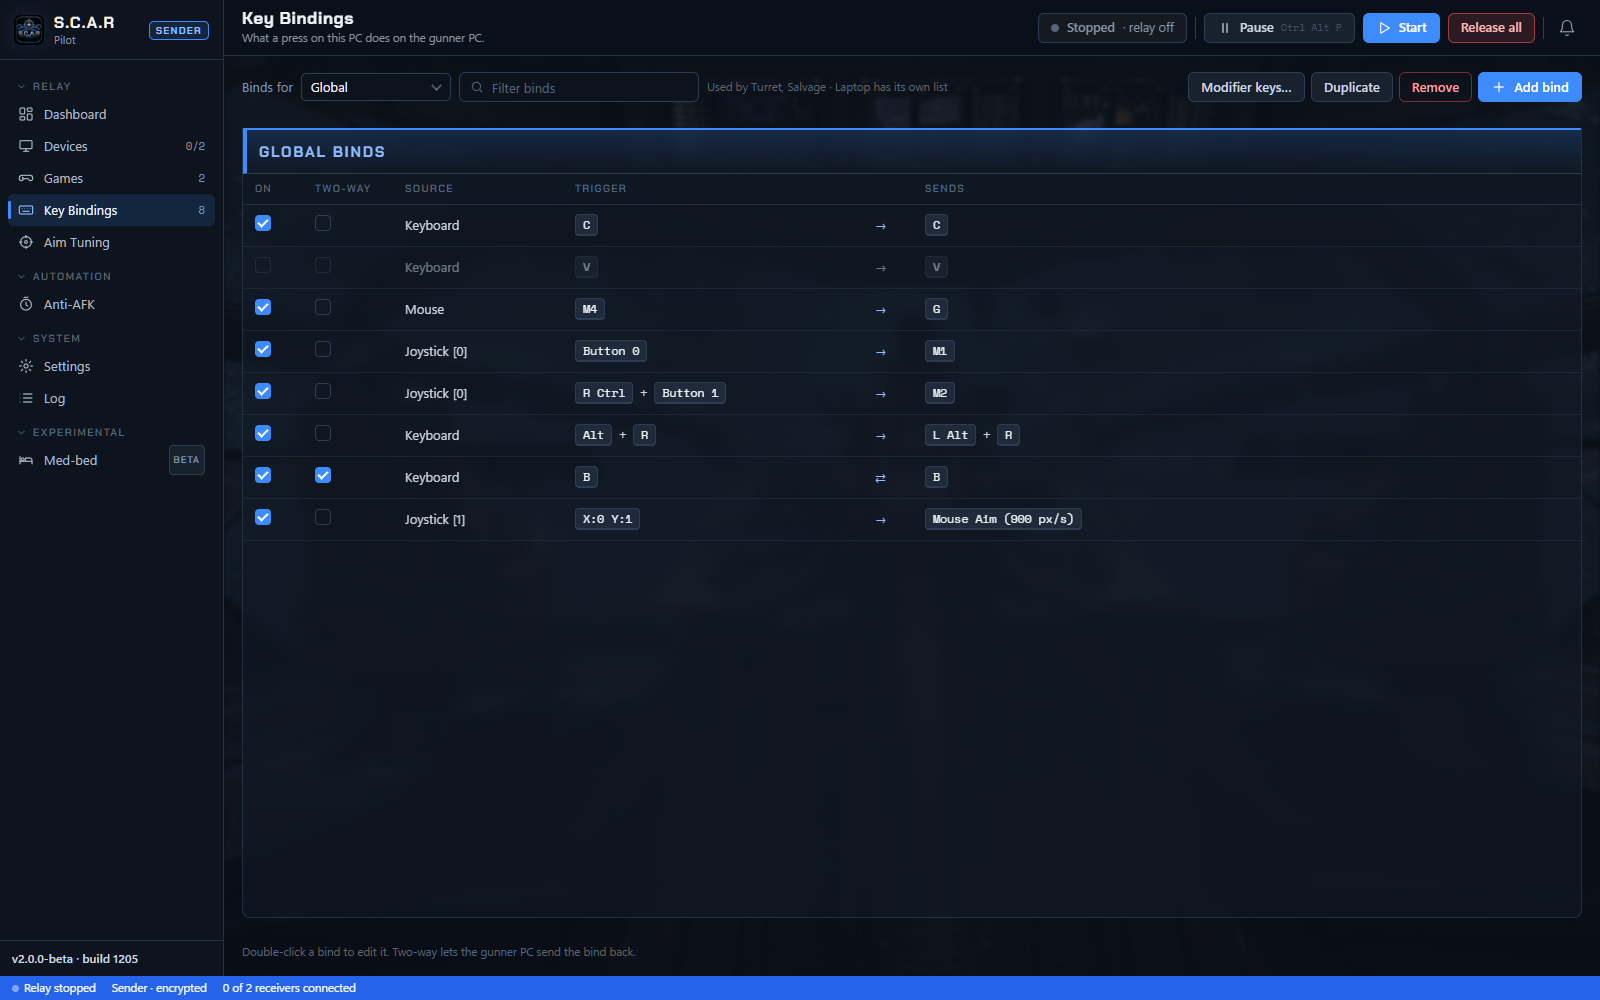 S.C.A.R
Pilot
SENDER
Key Bindings
What a press on this PC does on the gunner PC.
Stopped · relay off
Pause Ctrl Alt P
Start
Release all
RELAY
Dashboard
Devices 0/2
Games 2
Key Bindings 8
Aim Tuning
AUTOMATION
Anti-AFK
SYSTEM
Settings
Log
EXPERIMENTAL
Med-bed BETA
Binds for Global
Filter binds
Used by Turret, Salvage · Laptop has its own list
Modifier keys...
Duplicate
Remove
Add bind
GLOBAL BINDS
ON TWO-WAY SOURCE TRIGGER SENDS
Keyboard C → C
Keyboard V → V
Mouse M4 → G
Joystick [0] Button 0 → M1
Joystick [0] R Ctrl + Button 1 → M2
Keyboard Alt + R → L Alt + R
Keyboard B ⇄ B
Joystick [1] X:0 Y:1 → Mouse Aim (900 px/s)
Double-click a bind to edit it. Two-way lets the gunner PC send the bind back.
v2.0.0-beta · build 1205
Relay stopped Sender · encrypted 0 of 2 receivers connected